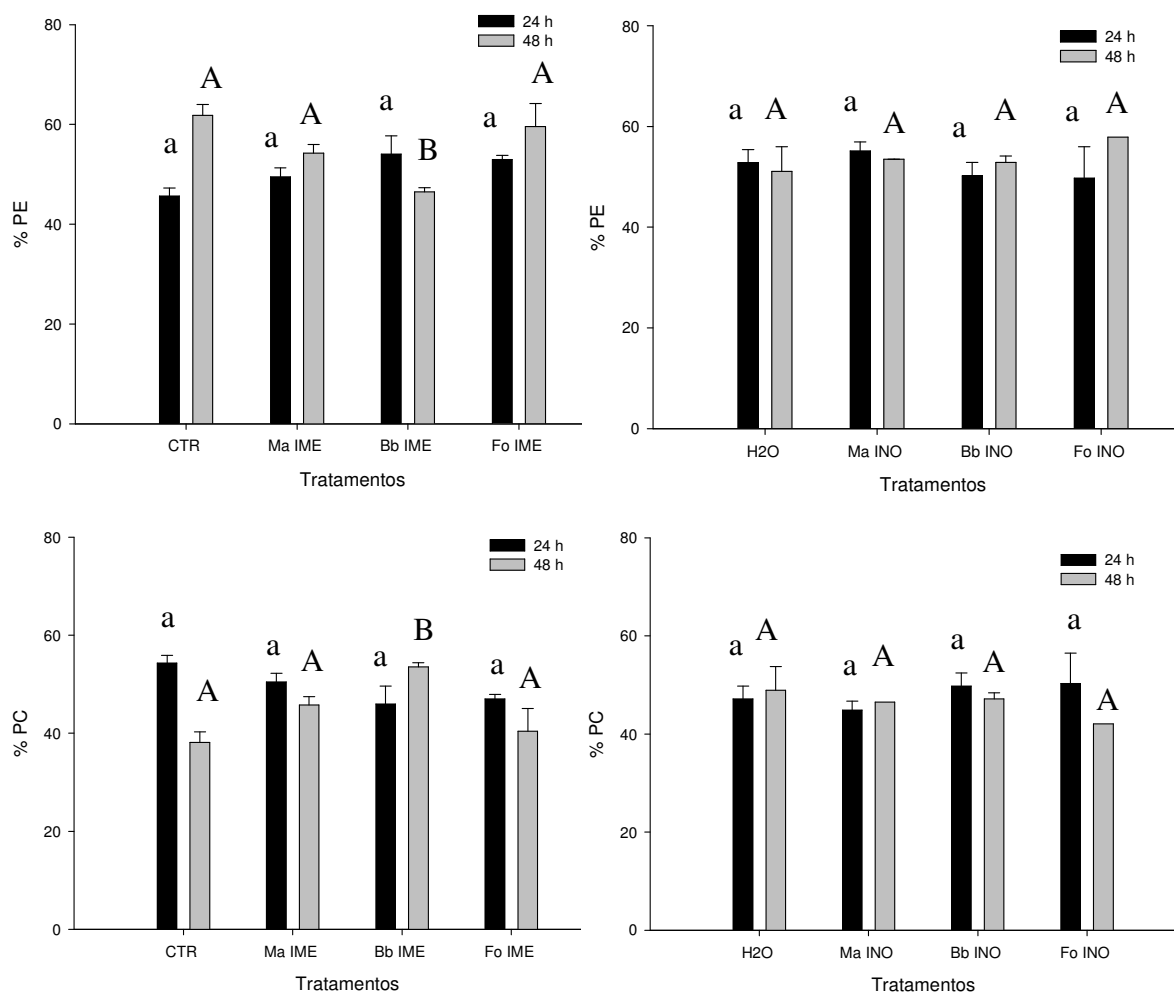 80
60
40
20
0
% PE
24 h
48 h
a
A
a
A
a
B
a
A
CTR
Ma IME
Bb IME
Fo IME
Tratamentos
80
60
40
20
0
% PE
24 h
48 h
a
A
a
A
a
A
a
A
H2O
Ma INO
Bb INO
Fo INO
Tratamentos
80
60
40
20
0
% PC
24 h
48 h
a
A
a
A
a
B
a
A
CTR
Ma IME
Bb IME
Fo IME
Tratamentos
80
60
40
20
0
% PC
24 h
48 h
a
A
a
A
a
A
a
A
H2O
Ma INO
Bb INO
Fo INO
Tratamentos